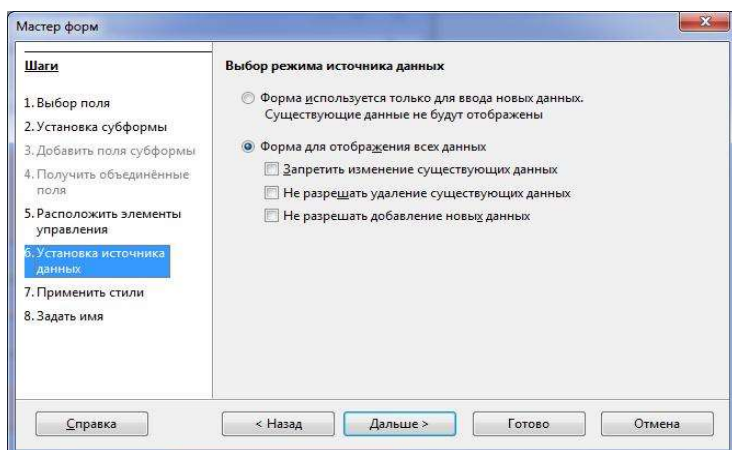 Мастер форм
Шаги
1. Выбор поля
2. Установка субформы
3. Добавить поля субформы
4. Получить объединённые
поля
5. Расположить элементы
управления
6. Установка источника
данных
7. Применить стили
8. Задать имя
Выбор режима источника данных
Форма используется только для ввода новых данных.
Существующие данные не будут отображены
Форма для отображения всех данных
Запретить изменение существующих данных
Не разрешать удаление существующих данных
Не разрешать добавление новых данных
Справка
< Назад
Дальше >
Готово
Отмена